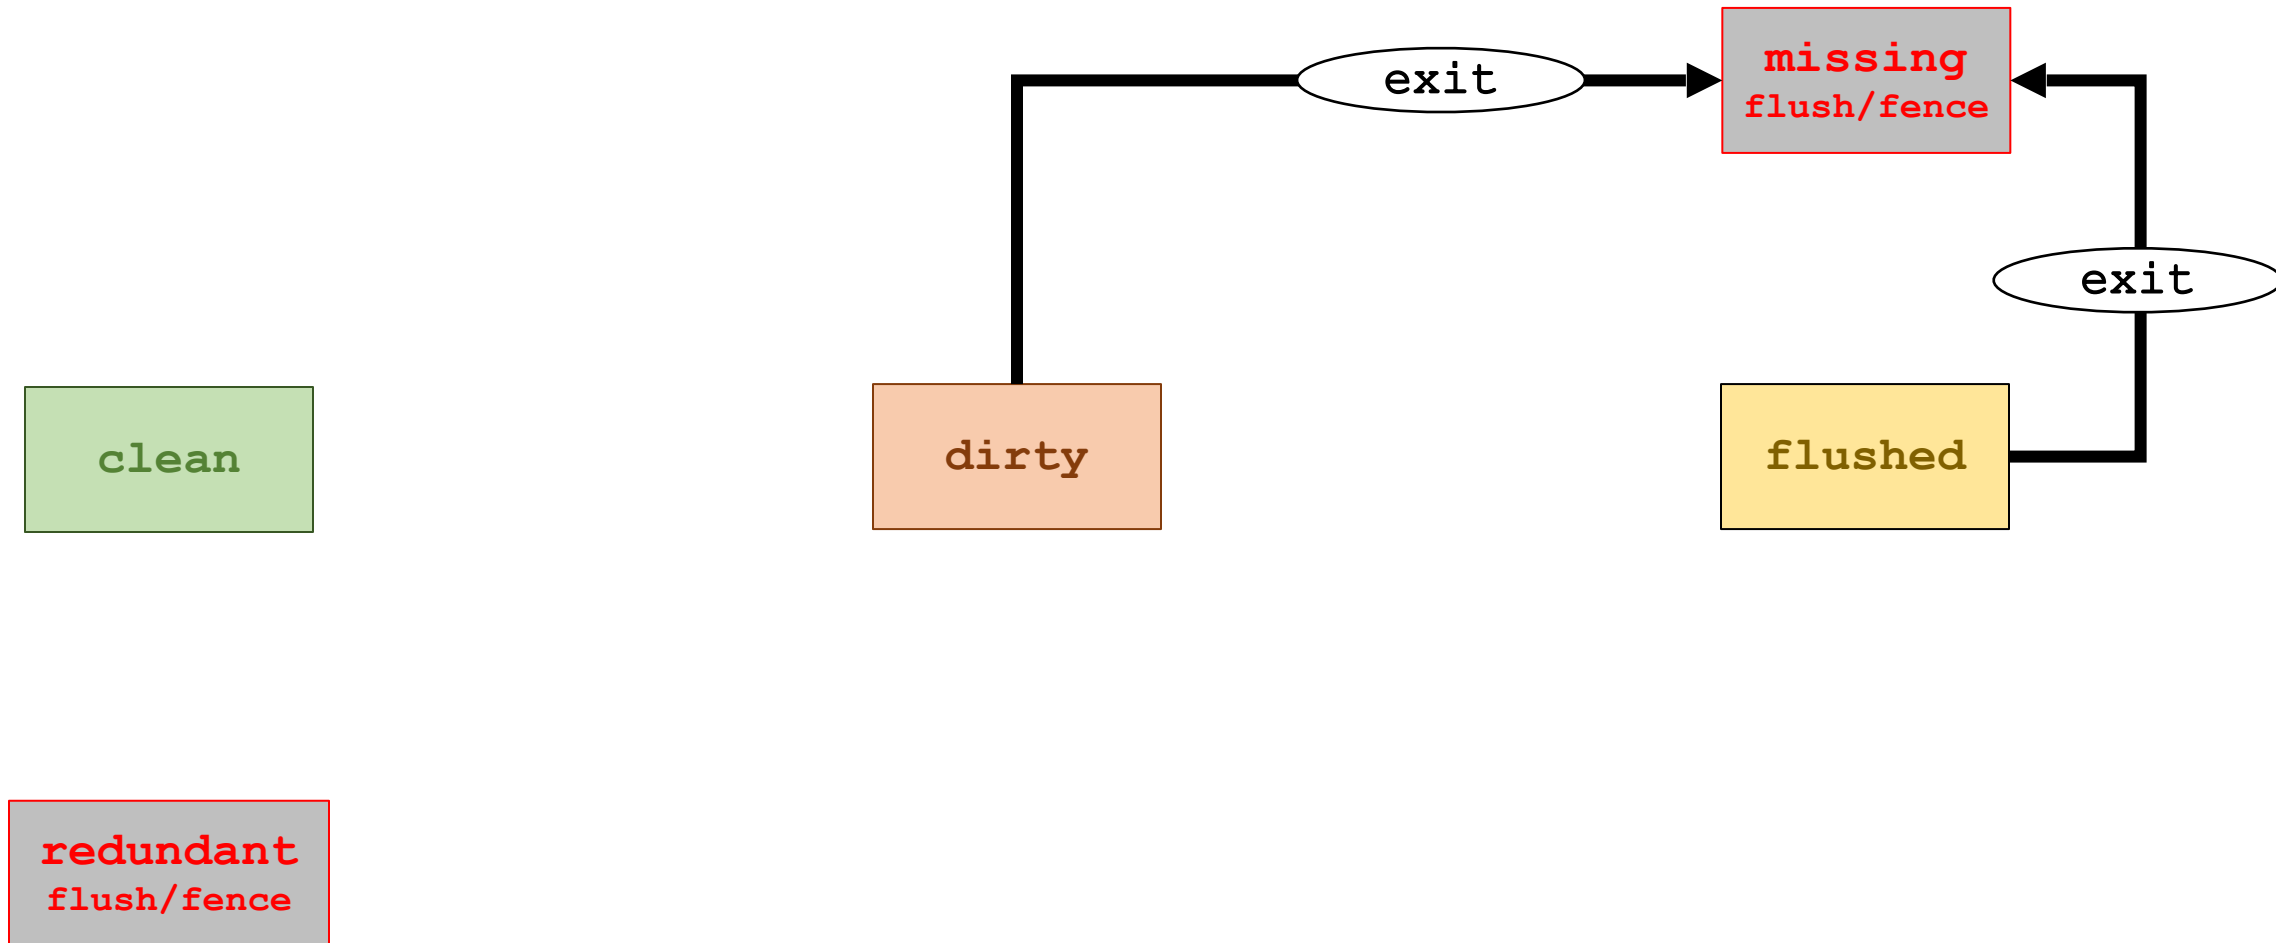 missing
flush/fence
exit
exit
clean
dirty
flushed
redundant
flush/fence